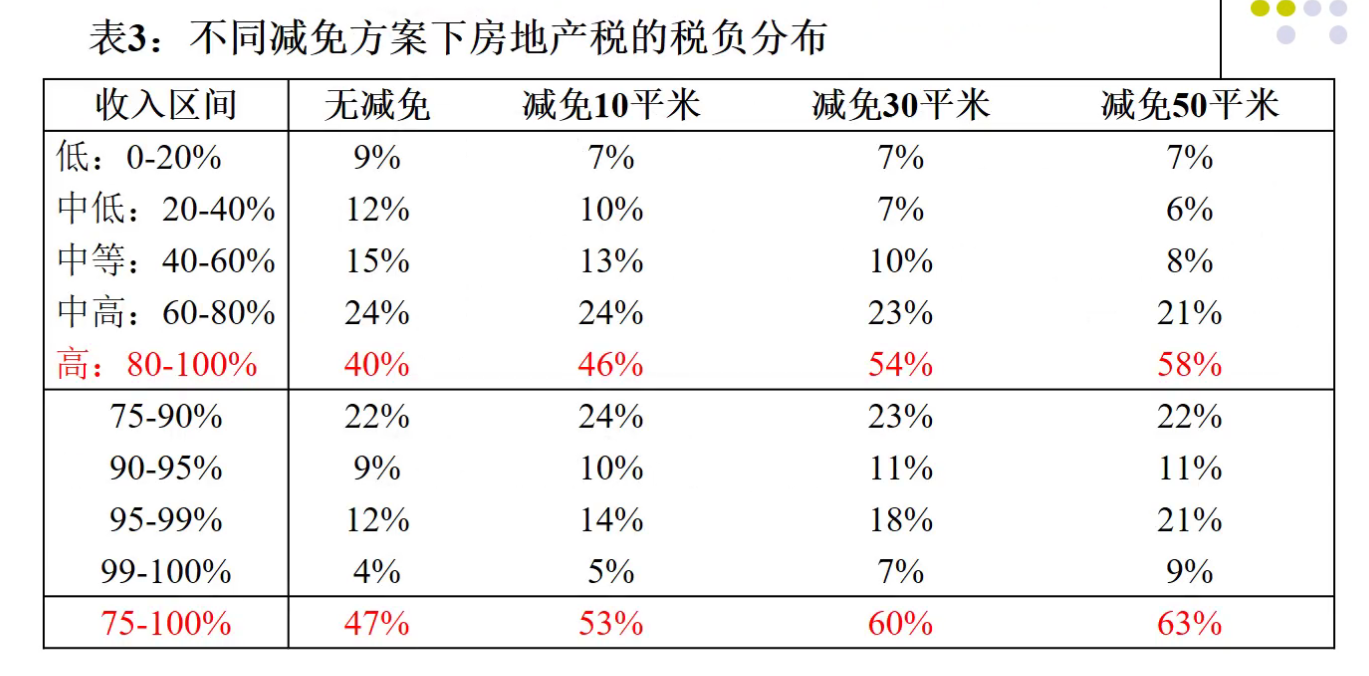 表3：不同减免方案下房地产税的税负分布
收入区间 无减免 减免10平米 减免30平米 减免50平米
低：0-20% 9% 7% 7% 7%
中低：20-40% 12% 10% 7% 6%
中等：40-60% 15% 13% 10% 8%
中高：60-80% 24% 24% 23% 21%
高：80-100% 40% 46% 54% 58%
75-90% 22% 24% 23% 22%
90-95% 9% 10% 11% 11%
95-99% 12% 14% 18% 21%
99-100% 4% 5% 7% 9%
75-100% 47% 53% 60% 63%